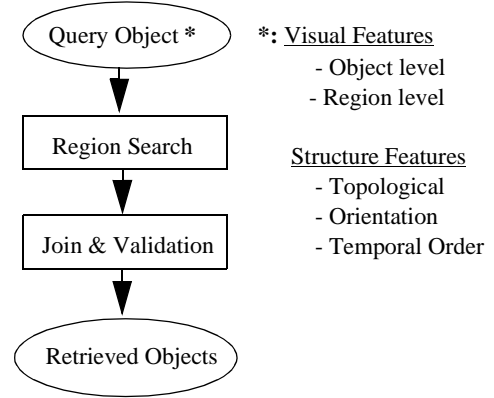 Query Object *
Region Search
Join & Validation
Retrieved Objects
*: Visual Features
- Object level
- Region level
Structure Features
- Topological
- Orientation
- Temporal Order